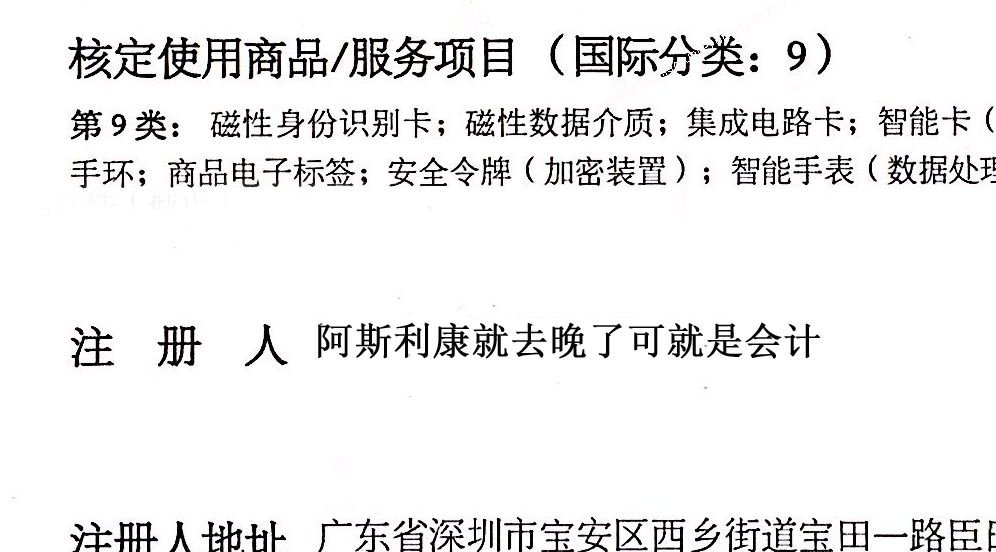 核定使用商品/服务项目（国际分类：9）
第9类：磁性身份识别卡；磁性数据介质；集成电路卡；智能卡（
手环；商品电子标签；安全令牌（加密装置）；智能手表（数据处理
注 册 人 阿斯利康就去晚了可就是会计
注册人地址 广东省深圳市宝安区西乡街道宝田一路臣田